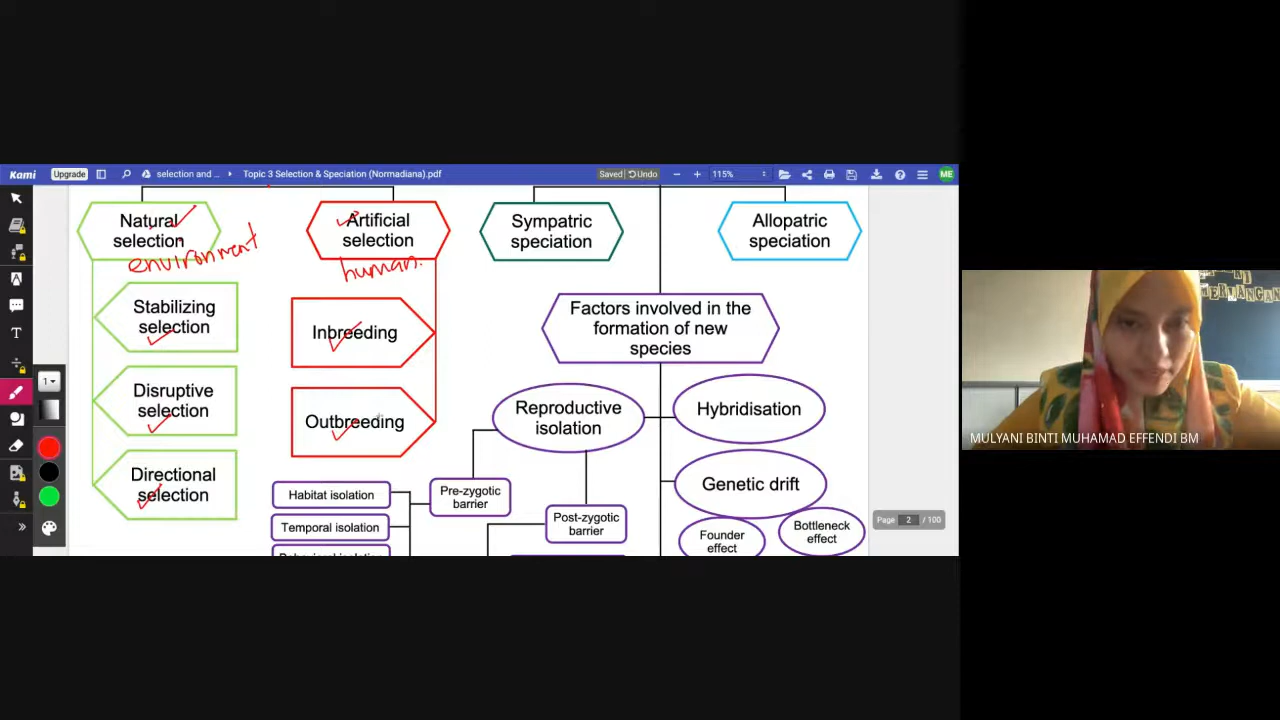 Kami
Upgrade
selection and ...
Topic 3 Selection & Speciation (Normadiana).pdf
Saved
Undo
115%
ME
Natural
selection
environment
Artificial
selection
human.
Sympatric
speciation
Allopatric
speciation
Stabilizing
selection
Disruptive
selection
Directional
selection
Inbreeding
Outbreeding
Factors involved in the
formation of new
species
Reproductive
isolation
Hybridisation
Genetic drift
Founder
effect
Bottleneck
effect
Pre-zygotic
barrier
Post-zygotic
barrier
Habitat isolation
Temporal isolation
1
Page 2 / 100
MULYANI BINTI MUHAMAD EFFENDI BM